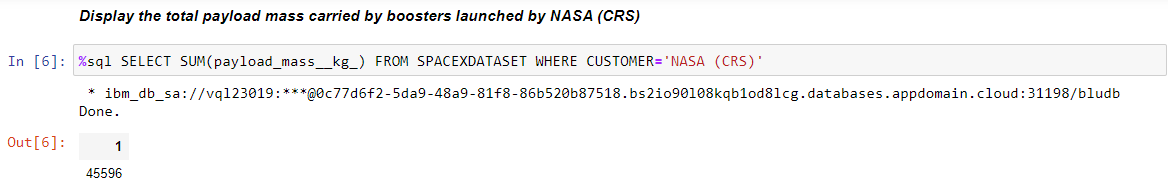 Display the total payload mass carried by boosters launched by NASA (CRS)
In [6]: %sql SELECT SUM(payload_mass__kg_) FROM SPACEXDATASET WHERE CUSTOMER='NASA (CRS)'
* ibm_db_sa://vql23019:***@0c77d6f2-5da9-48a9-81f8-86b520b87518.bs2io90l08kqb1od8lcg.databases.appdomain.cloud:31198/bludb
Done.
Out[6]: 1
45596